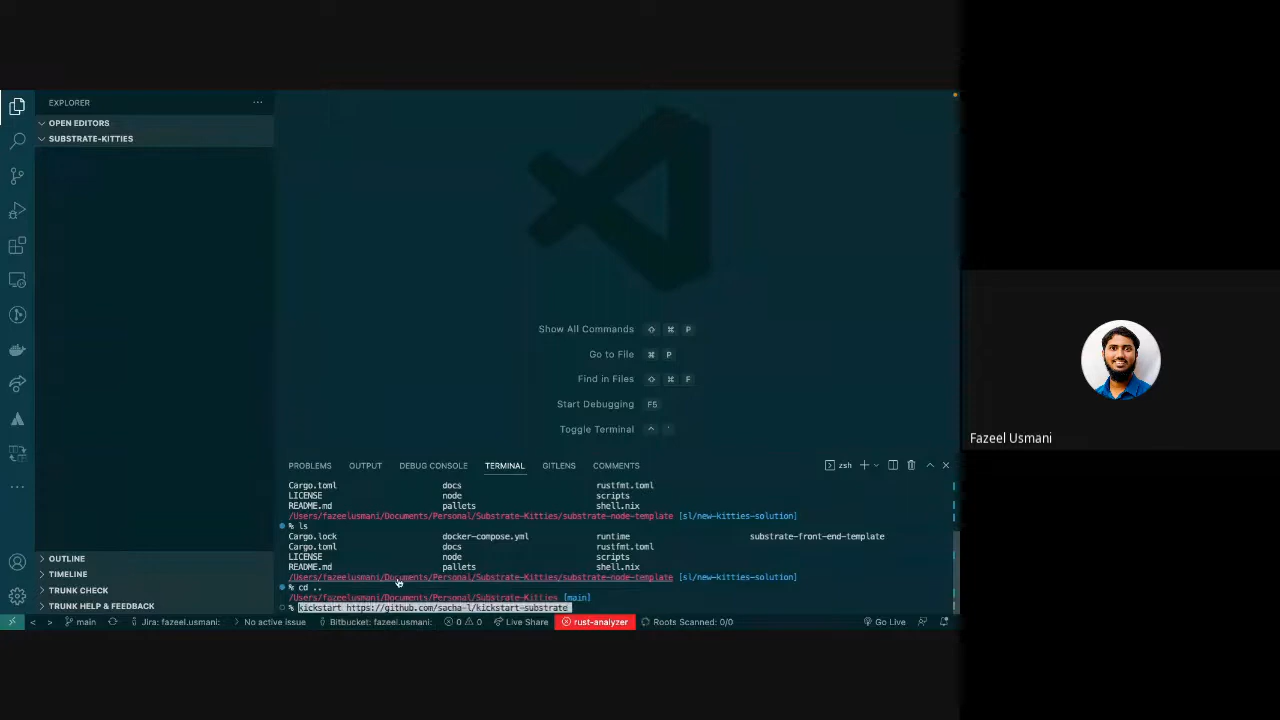 EXPLORER
OPEN EDITORS
SUBSTRATE-KITTIES
Show All Commands ⇧ ⌘ P
Go to File ⌘ P
Find in Files ⇧ ⌘ F
Start Debugging F5
Toggle Terminal ^ `
PROBLEMS OUTPUT DEBUG CONSOLE TERMINAL GITLENS COMMENTS zsh
Cargo.toml docs rustfmt.toml
LICENSE node scripts
README.md pallets shell.nix
/Users/fazeelusmani/Documents/Personal/Substrate-Kitties/substrate-node-template [sl/new-kitties-solution]
% ls
Cargo.lock docker-compose.yml runtime substrate-front-end-template
Cargo.toml docs rustfmt.toml
LICENSE node scripts
README.md pallets shell.nix
/Users/fazeelusmani/Documents/Personal/Substrate-Kitties/substrate-node-template [sl/new-kitties-solution]
% cd ..
/Users/fazeelusmani/Documents/Personal/Substrate-Kitties [main]
% kickstart https://github.com/sacha-l/kickstart-substrate
OUTLINE
TIMELINE
TRUNK CHECK
TRUNK HELP & FEEDBACK
main Jira: fazeel.usmani: No active issue Bitbucket: fazeel.usmani: 0 0 Live Share rust-analyzer Roots Scanned: 0/0 Go Live
Fazeel Usmani